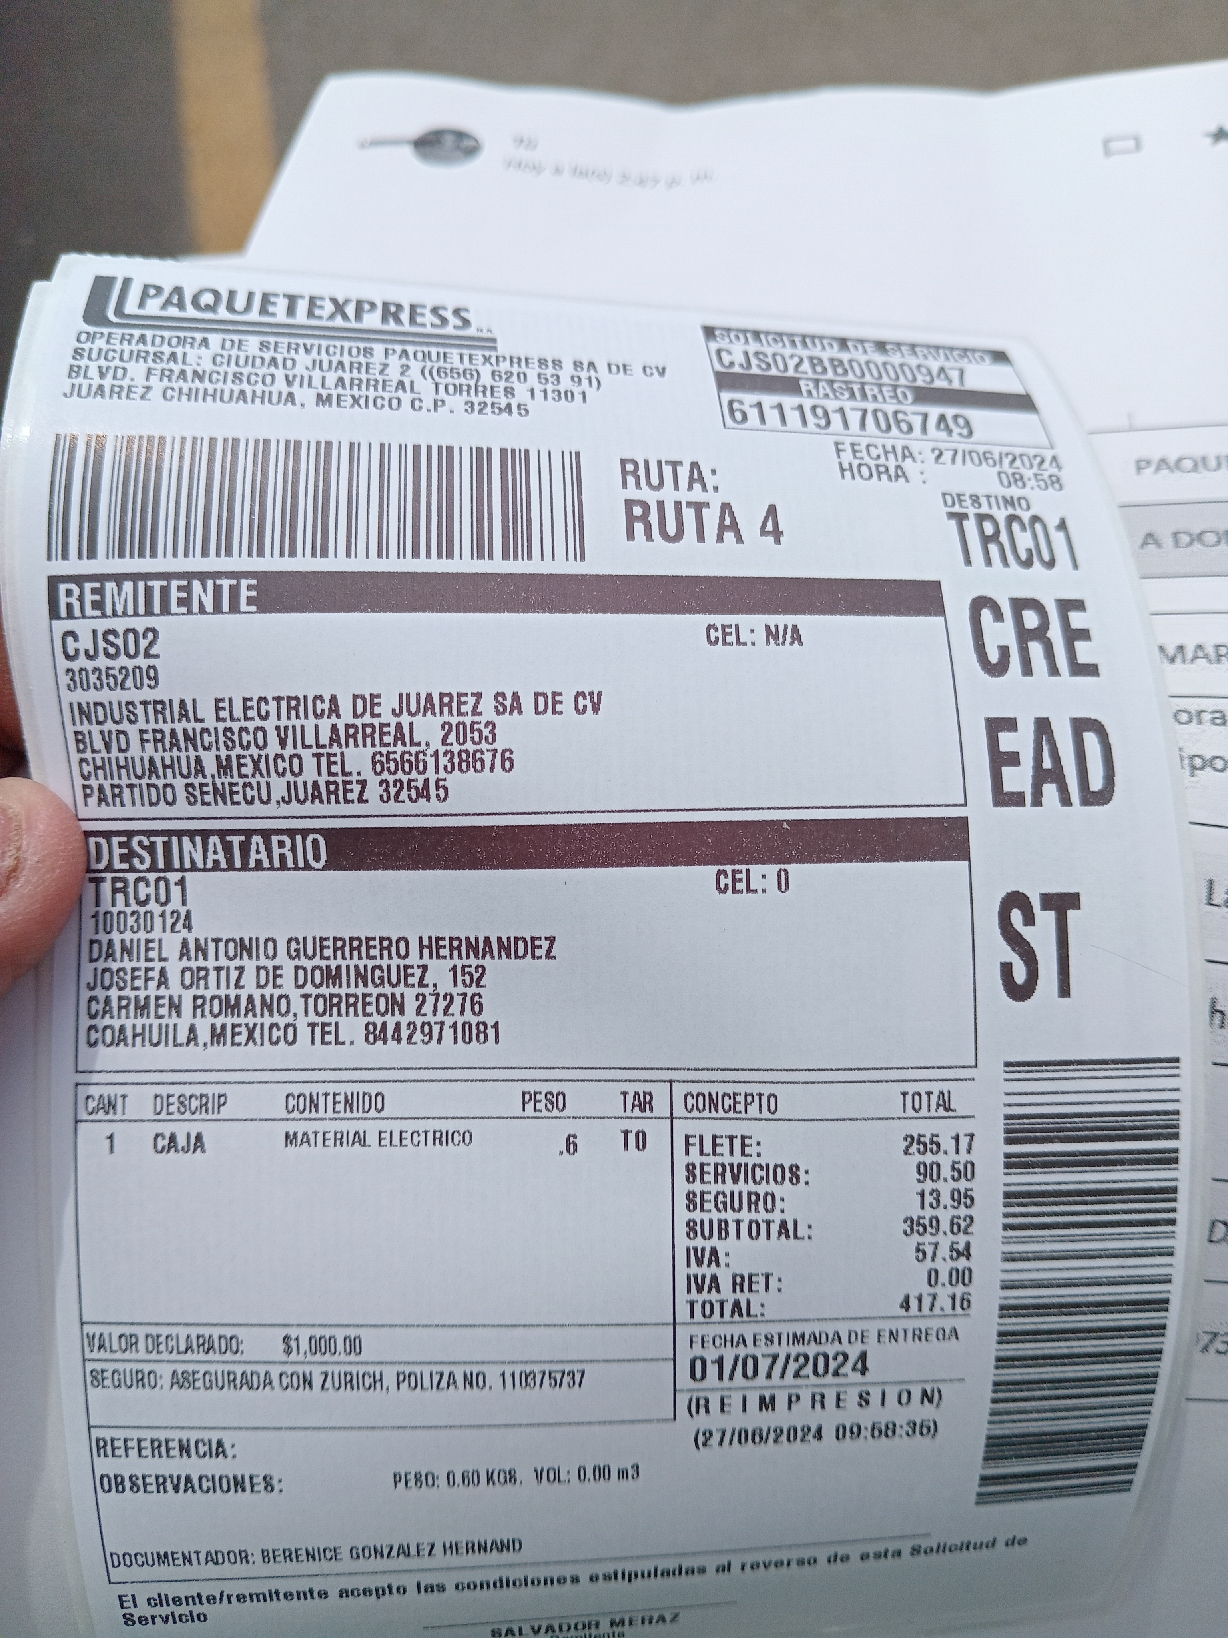 PAQUETEXPRESS
OPERADORA DE SERVICIOS PAQUETEXPRESS SA DE CV
SUCURSAL: CIUDAD JUAREZ 2 ((656) 620 53 91)
BLVD. FRANCISCO VILLARREAL TORRES 11301
JUAREZ CHIHUAHUA, MEXICO C.P. 32545
SOLICITUD DE SERVICIO
CJS02BB0000947
RASTREO
611191706749
FECHA: 27/06/2024
HORA : 08:58
RUTA:
RUTA 4
DESTINO
TRC01
CRE
EAD
ST
REMITENTE
CJS02 CEL: N/A
3035209
INDUSTRIAL ELECTRICA DE JUAREZ SA DE CV
BLVD FRANCISCO VILLARREAL, 2053
CHIHUAHUA,MEXICO TEL. 6566138676
PARTIDO SENECU,JUAREZ 32545
DESTINATARIO
TRC01 CEL: 0
10030124
DANIEL ANTONIO GUERRERO HERNANDEZ
JOSEFA ORTIZ DE DOMINGUEZ, 152
CARMEN ROMANO,TORREON 27276
COAHUILA,MEXICO TEL. 8442971081
CANT DESCRIP CONTENIDO PESO TAR
1 CAJA MATERIAL ELECTRICO .6 T0
CONCEPTO TOTAL
FLETE: 255.17
SERVICIOS: 90.50
SEGURO: 13.95
SUBTOTAL: 359.62
IVA: 57.54
IVA RET: 0.00
TOTAL: 417.16
VALOR DECLARADO: $1,000.00
SEGURO: ASEGURADA CON ZURICH, POLIZA NO. 110375737
FECHA ESTIMADA DE ENTREGA
01/07/2024
(REIMPRESION)
(27/06/2024 09:58:35)
REFERENCIA:
OBSERVACIONES: PESO: 0.60 KGS. VOL: 0.00 m3
DOCUMENTADOR: BERENICE GONZALEZ HERNAND
El cliente/remitente acepto las condiciones estipuladas al reverso de esta Solicitud de
Servicio
SALVADOR MERAZ
Remitente
PAQU
A DO
MAR
ora
ipo